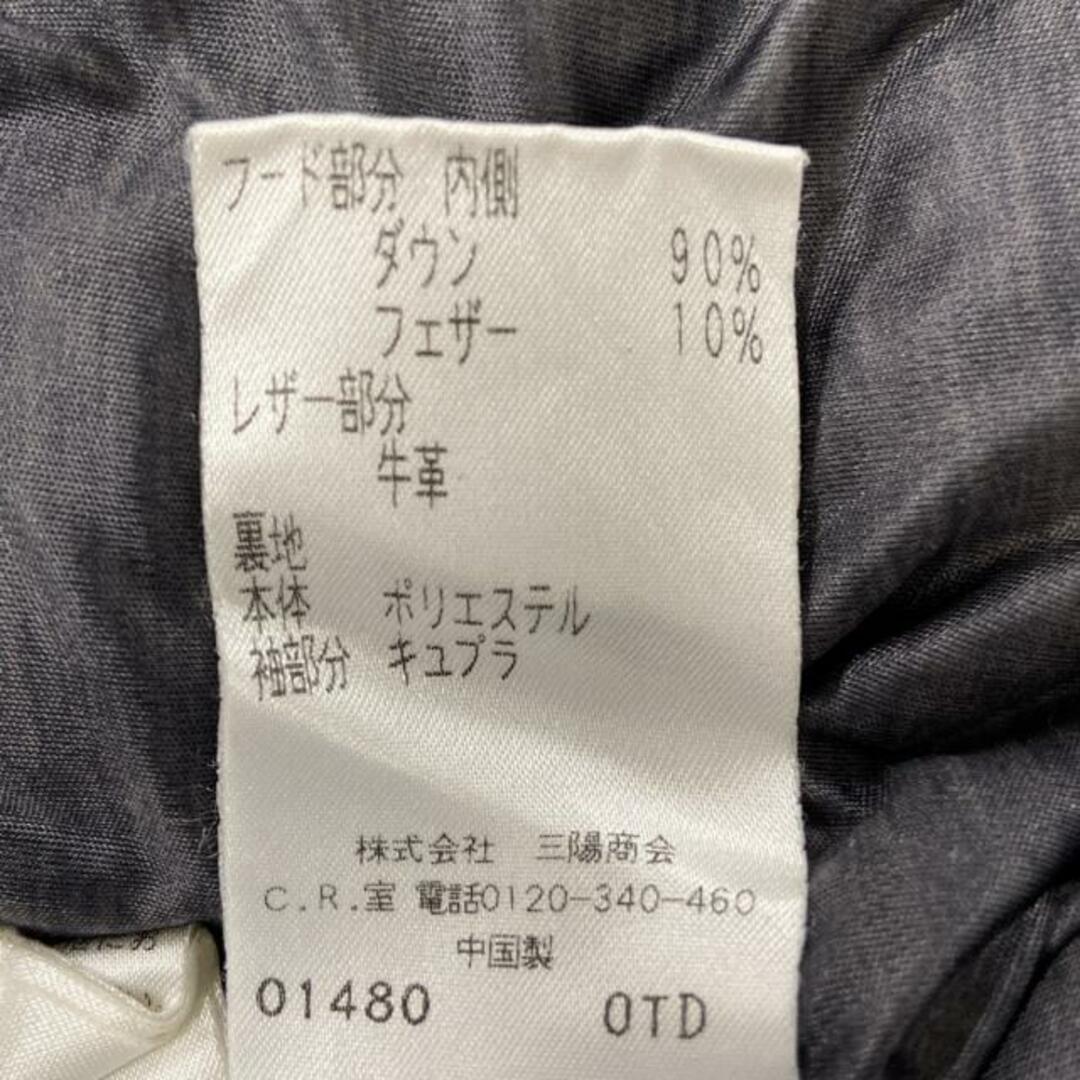 フード部分　内側
ダウン　90%
フェザー　10%
レザー部分
牛革
裏地
本体　ポリエステル
袖部分　キュプラ
株式会社　三陽商会
C.R.室 電話0120-340-460
中国製
01480　OTD